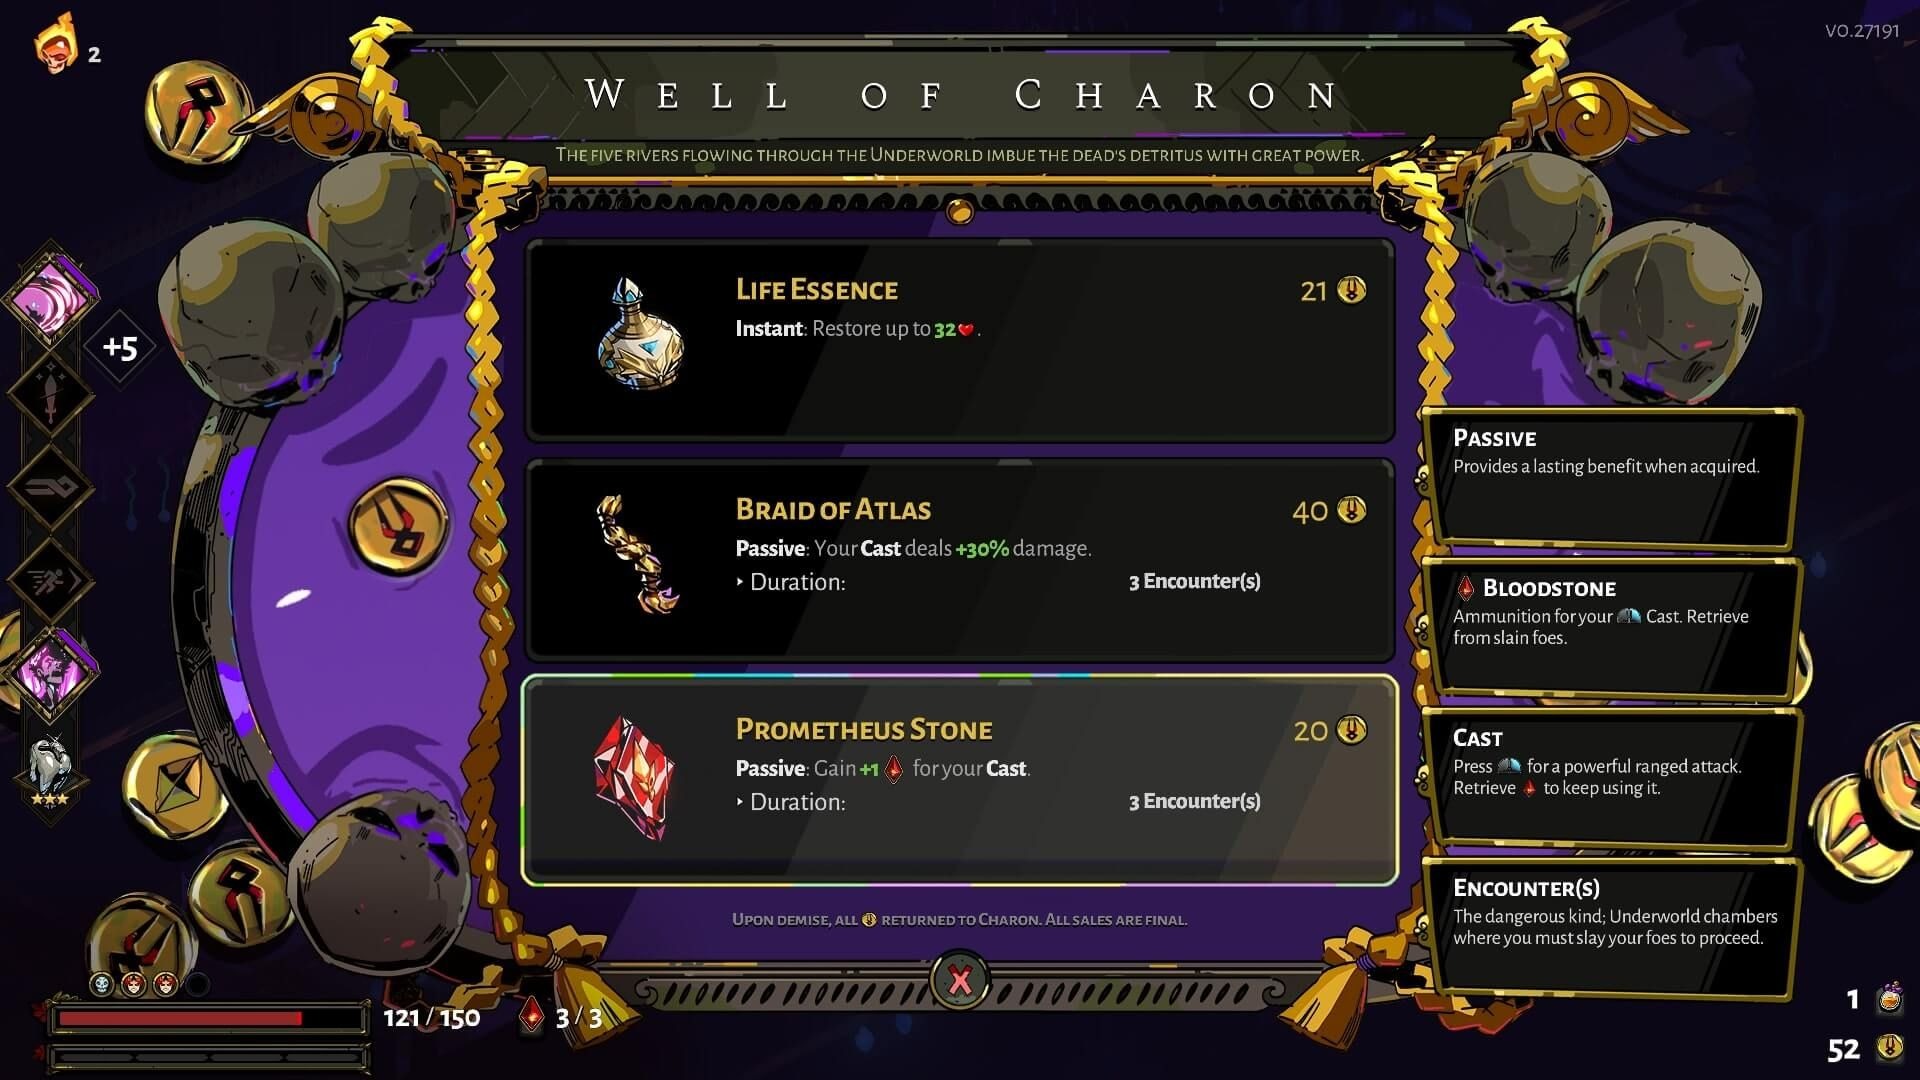 2
V0.27191
WELL OF CHARON
THE FIVE RIVERS FLOWING THROUGH THE UNDERWORLD IMBUE THE DEAD'S DETRITUS WITH GREAT POWER.
+5
LIFE ESSENCE
21
Instant: Restore up to 32.
BRAID OF ATLAS
40
Passive: Your Cast deals +30% damage.
‣ Duration: 3 Encounter(s)
PROMETHEUS STONE
20
Passive: Gain +1 for your Cast.
‣ Duration: 3 Encounter(s)
UPON DEMISE, ALL RETURNED TO CHARON. ALL SALES ARE FINAL.
X
PASSIVE
Provides a lasting benefit when acquired.
BLOODSTONE
Ammunition for your Cast. Retrieve
from slain foes.
CAST
Press for a powerful ranged attack.
Retrieve to keep using it.
ENCOUNTER(S)
The dangerous kind; Underworld chambers
where you must slay your foes to proceed.
121 / 150
3 / 3
1
52